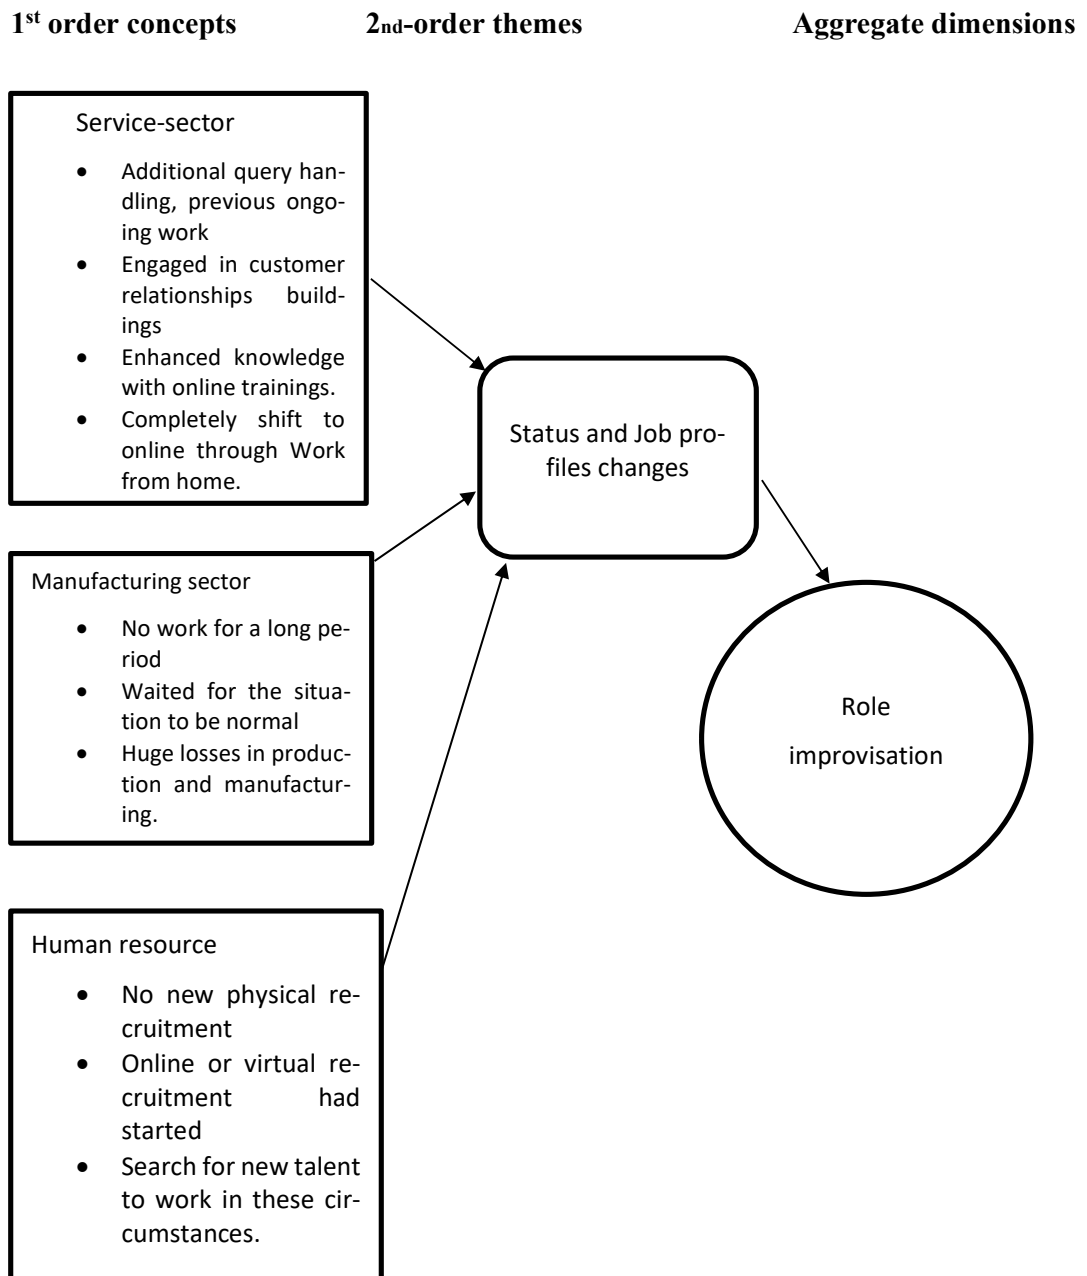 1st order concepts 2nd-order themes Aggregate dimensions
Service-sector
• Additional query han-
dling, previous ongo-
ing work
• Engaged in customer
relationships build-
ings
• Enhanced knowledge
with online trainings.
• Completely shift to
online through Work
from home.
Status and Job pro-
files changes
Manufacturing sector
• No work for a long pe-
riod
• Waited for the situa-
tion to be normal
• Huge losses in produc-
tion and manufactur-
ing.
Role
improvisation
Human resource
• No new physical re-
cruitment
• Online or virtual re-
cruitment had
started
• Search for new talent
to work in these cir-
cumstances.